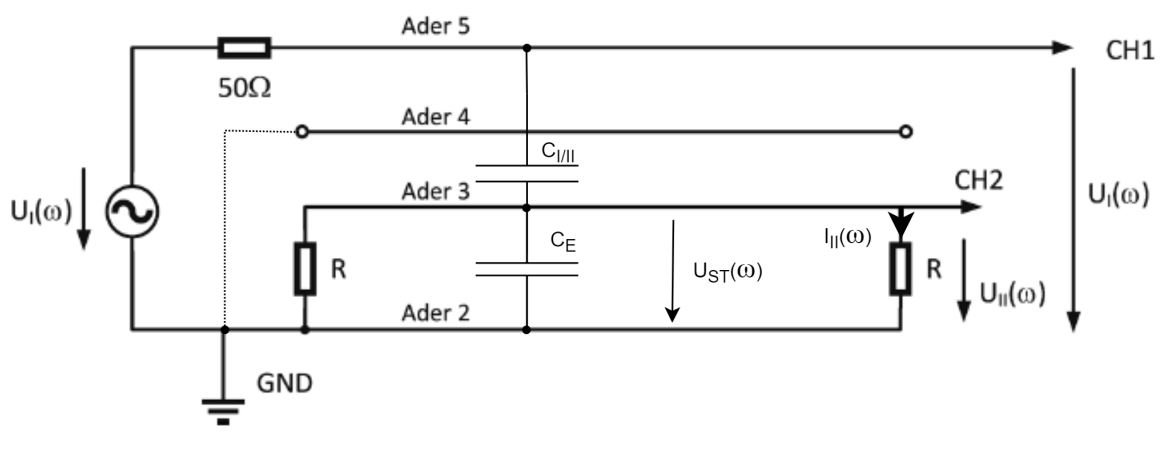 Ader 5
CH1
50Ω
Ader 4
C_I/II
Ader 3
CH2
U_I(ω)
U_I(ω)
I_II(ω)
C_E
R
R
U_ST(ω)
U_II(ω)
Ader 2
GND